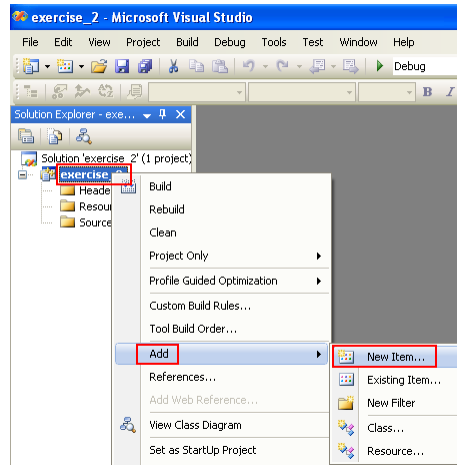 exercise_2 - Microsoft Visual Studio
File Edit View Project Build Debug Tools Test Window Help
Debug
B I
Solution Explorer - exe...
Solution 'exercise_2' (1 project)
exercise_2
Heade
Resour
Source
Build
Rebuild
Clean
Project Only
Profile Guided Optimization
Custom Build Rules...
Tool Build Order...
Add
References...
Add Web Reference...
View Class Diagram
Set as StartUp Project
New Item...
Existing Item...
New Filter
Class...
Resource...